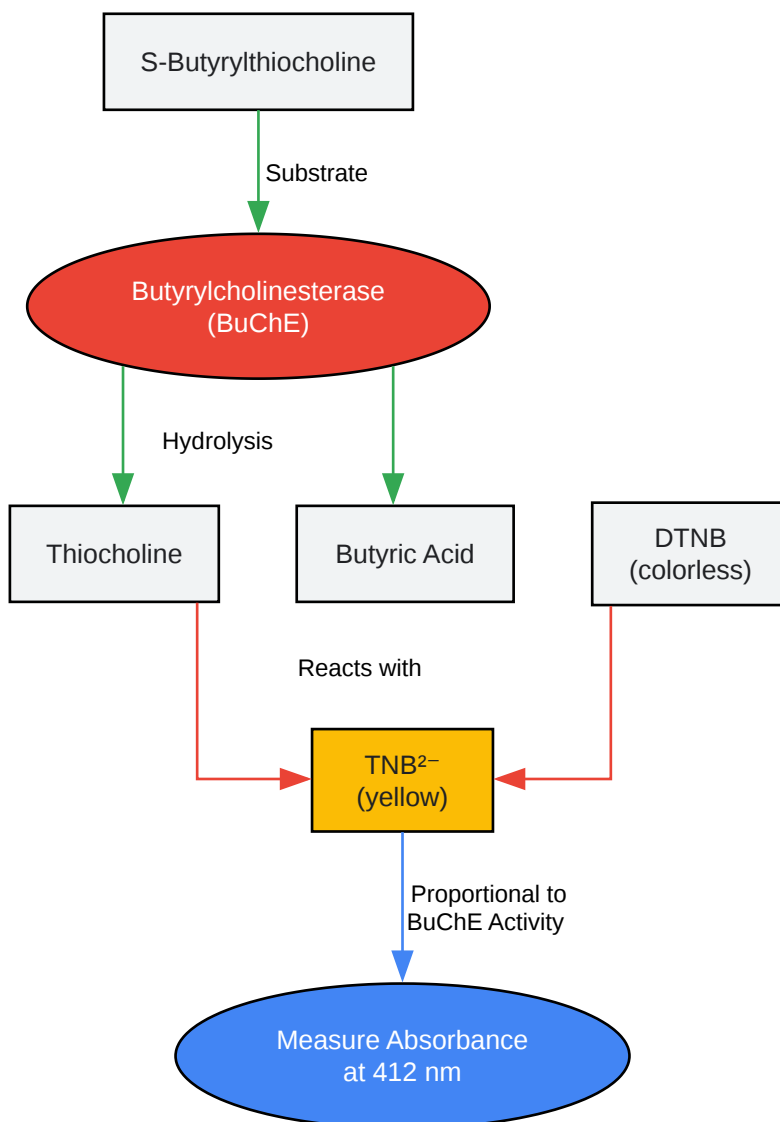 S-Butyrylthiocholine
Substrate
Butyrylcholinesterase
(BuChE)
Hydrolysis
Thiocholine
Butyric Acid
DTNB
(colorless)
Reacts with
TNB²⁻
(yellow)
Proportional to
BuChE Activity
Measure Absorbance
at 412 nm